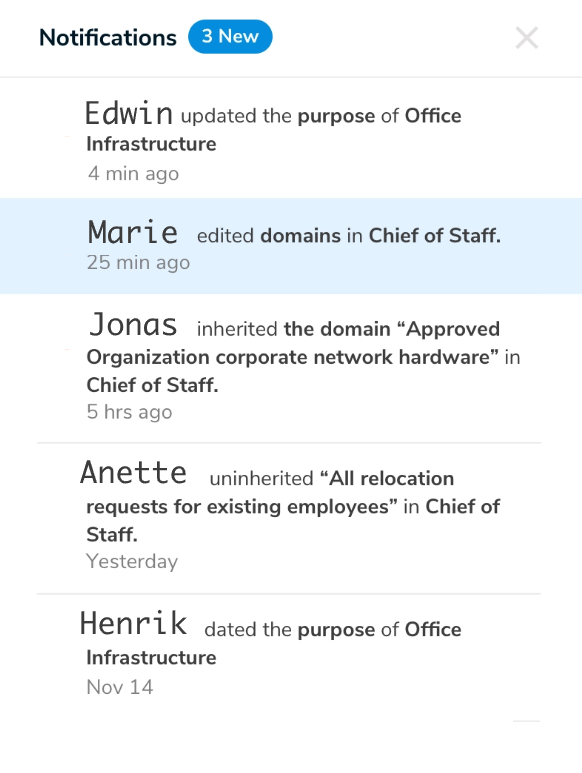 Notifications 3 New
Edwin updated the purpose of Office
Infrastructure
4 min ago
Marie edited domains in Chief of Staff.
25 min ago
Jonas inherited the domain “Approved
Organization corporate network hardware” in
Chief of Staff.
5 hrs ago
Anette uninherited “All relocation
requests for existing employees” in Chief of
Staff.
Yesterday
Henrik dated the purpose of Office
Infrastructure
Nov 14